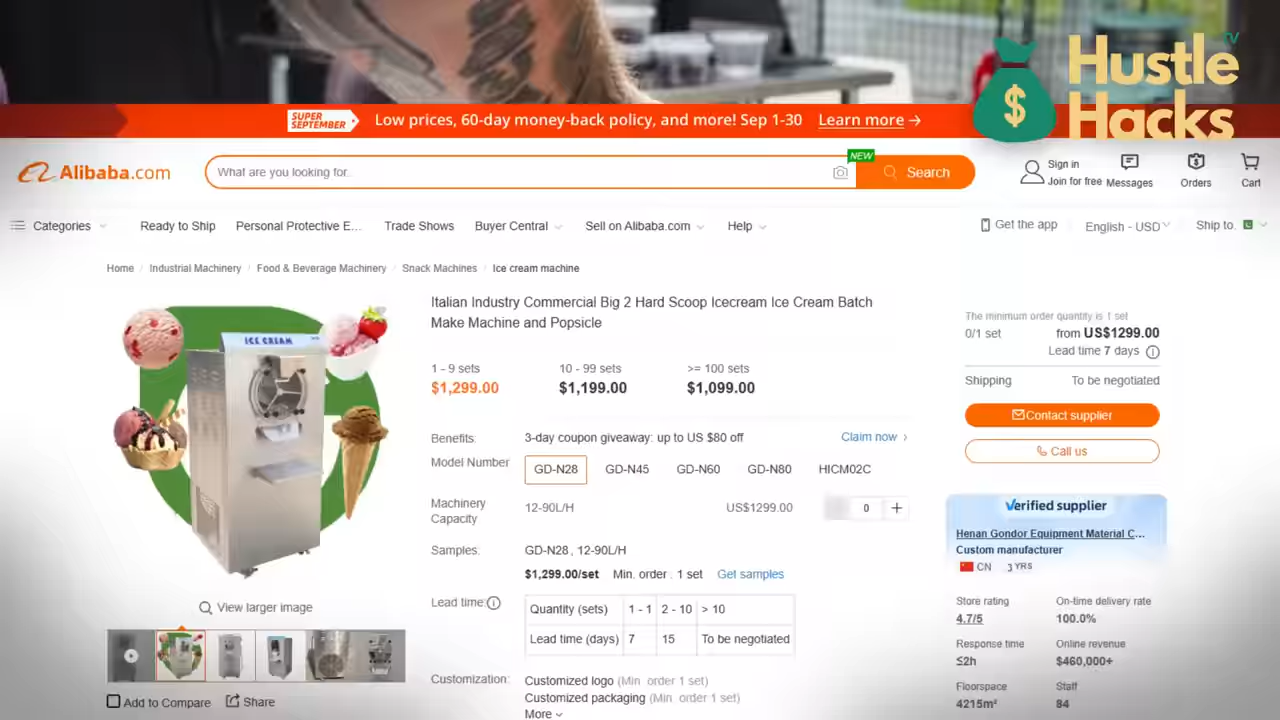 Hustle TV
Hacks
$
SUPER SEPTEMBER
Low prices, 60-day money-back policy, and more! Sep 1-30 Learn more →
Alibaba.com
What are you looking for.
NEW
Search
Sign in
Join for free
Messages
Orders
Cart
Categories
Ready to Ship
Personal Protective E...
Trade Shows
Buyer Central
Sell on Alibaba.com
Help
Get the app
English - USD
Ship to.
Home / Industrial Machinery / Food & Beverage Machinery / Snack Machines / Ice cream machine
ICE CREAM
Italian Industry Commercial Big 2 Hard Scoop Icecream Ice Cream Batch
Make Machine and Popsicle
1 - 9 sets
10 - 99 sets
>= 100 sets
$1,299.00
$1,199.00
$1,099.00
Benefits:
3-day coupon giveaway: up to US $80 off
Claim now ›
Model Number
GD-N28
GD-N45
GD-N60
GD-N80
HICM02C
Machinery
Capacity
12-90L/H
US$1299.00
0
+
Samples.
GD-N28 , 12-90L/H
$1,299.00/set Min. order . 1 set Get samples
Lead time
Quantity (sets) 1 - 1 2 - 10 > 10
Lead time (days) 7 15 To be negotiated
Customization:
Customized logo (Min order 1 set)
Customized packaging (Min order 1 set)
More
View larger image
Add to Compare
Share
The minimum order quantity is 1 set
0/1 set
from US$1299.00
Lead time 7 days
Shipping
To be negotiated
Contact supplier
Call us
Verified supplier
Henan Gondor Equipment Material C...
Custom manufacturer
CN 3 YRS
Store rating
On-time delivery rate
4.7/5
100.0%
Response time
Online revenue
≤2h
$460,000+
Floorspace
Staff
4215m²
84